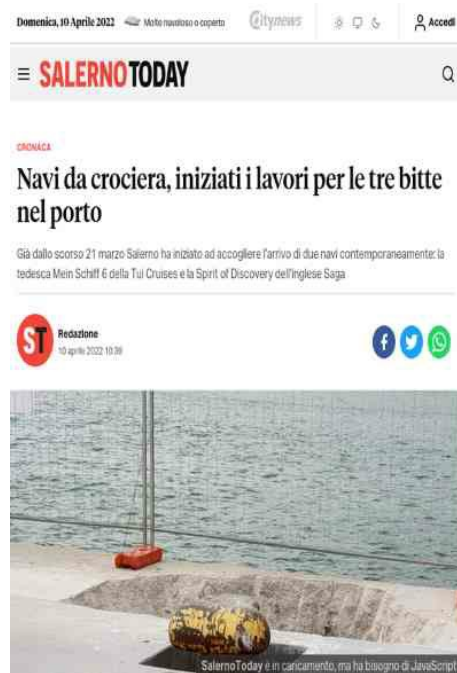 Domenica, 10 Aprile 2022 Molto nuvoloso o coperto Citynews Accedi
SALERNOTODAY
CRONACA
Navi da crociera, iniziati i lavori per le tre bitte
nel porto
Già dallo scorso 21 marzo Salerno ha iniziato ad accogliere l'arrivo di due navi contemporaneamente: la
tedesca Mein Schiff 6 della Tui Cruises e la Spirit of Discovery dell'inglese Saga
ST
Redazione
10 aprile 2022 10:39
SalernoToday è in caricamento, ma ha bisogno di JavaScript